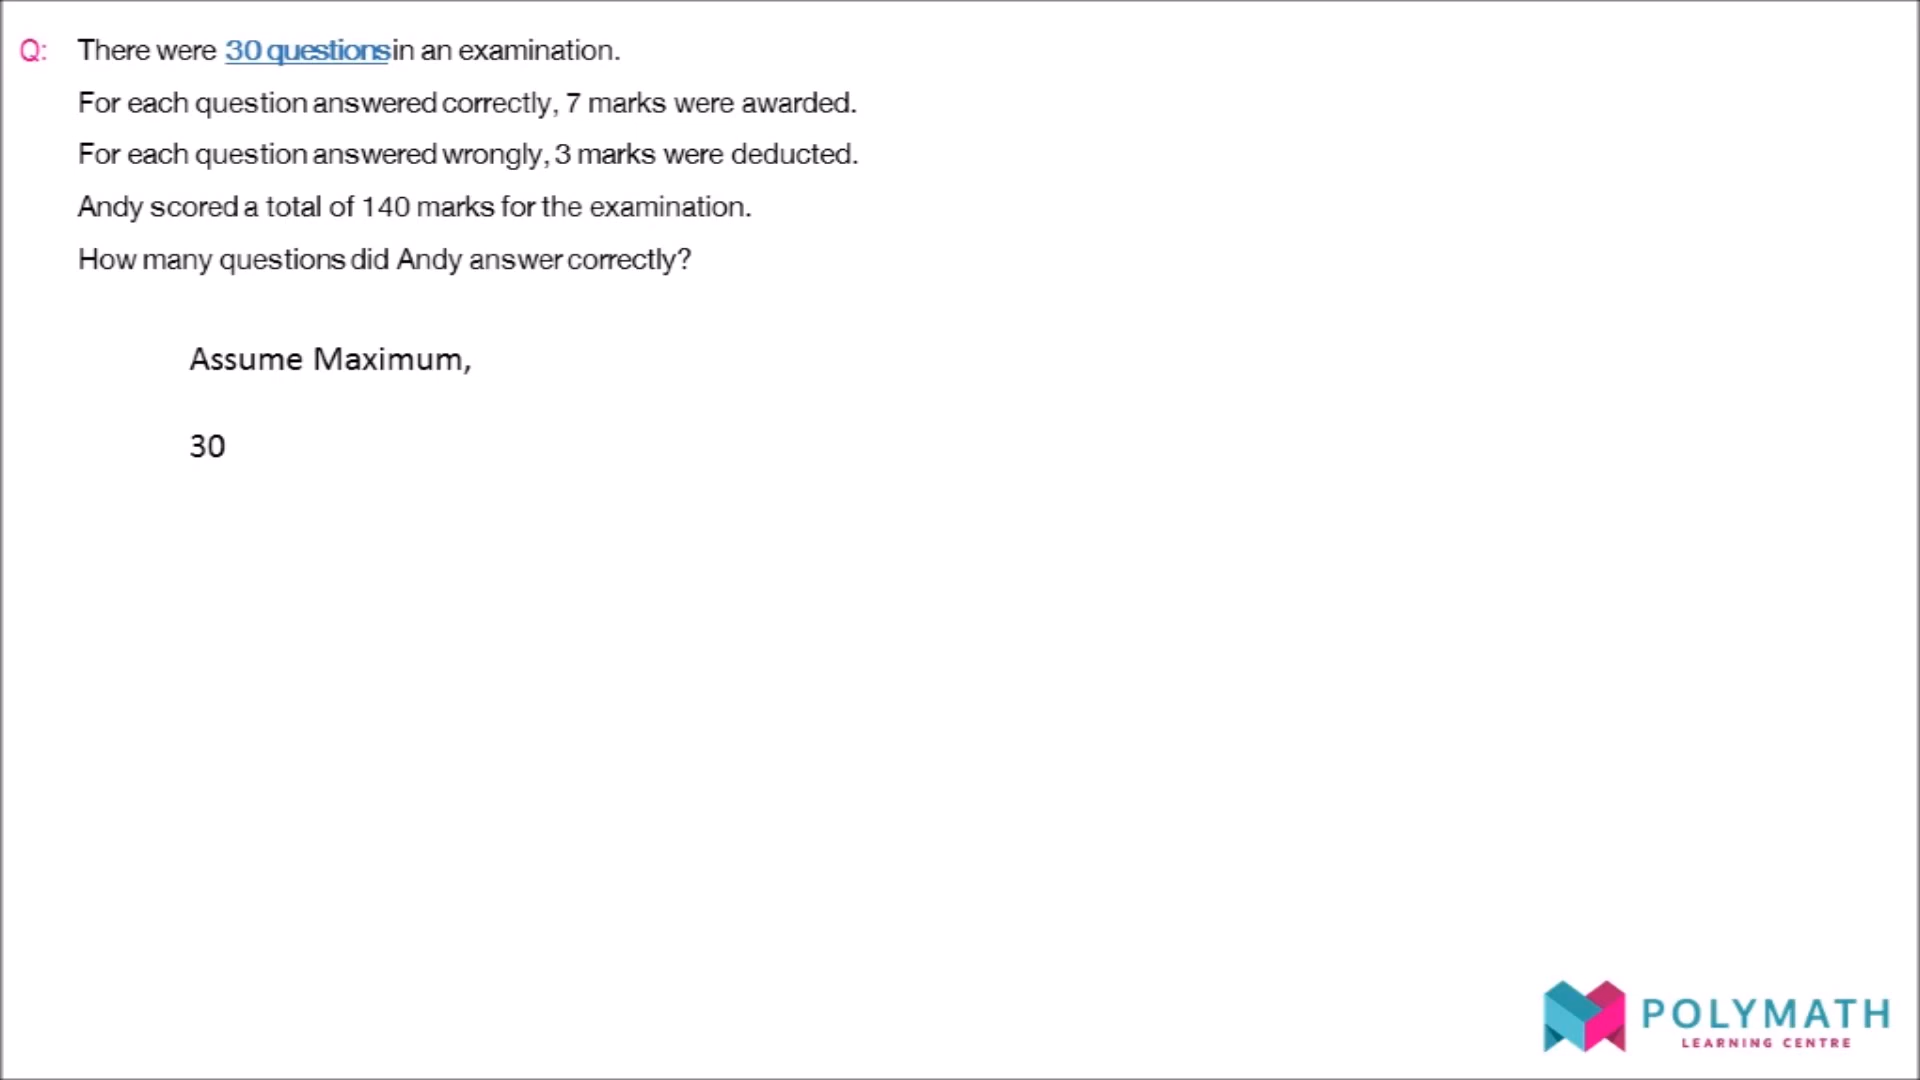 Q: There were 30 questions in an examination.
For each question answered correctly, 7 marks were awarded.
For each question answered wrongly, 3 marks were deducted.
Andy scored a total of 140 marks for the examination.
How many questions did Andy answer correctly?
Assume Maximum,
30
POLYMATH
LEARNING CENTRE